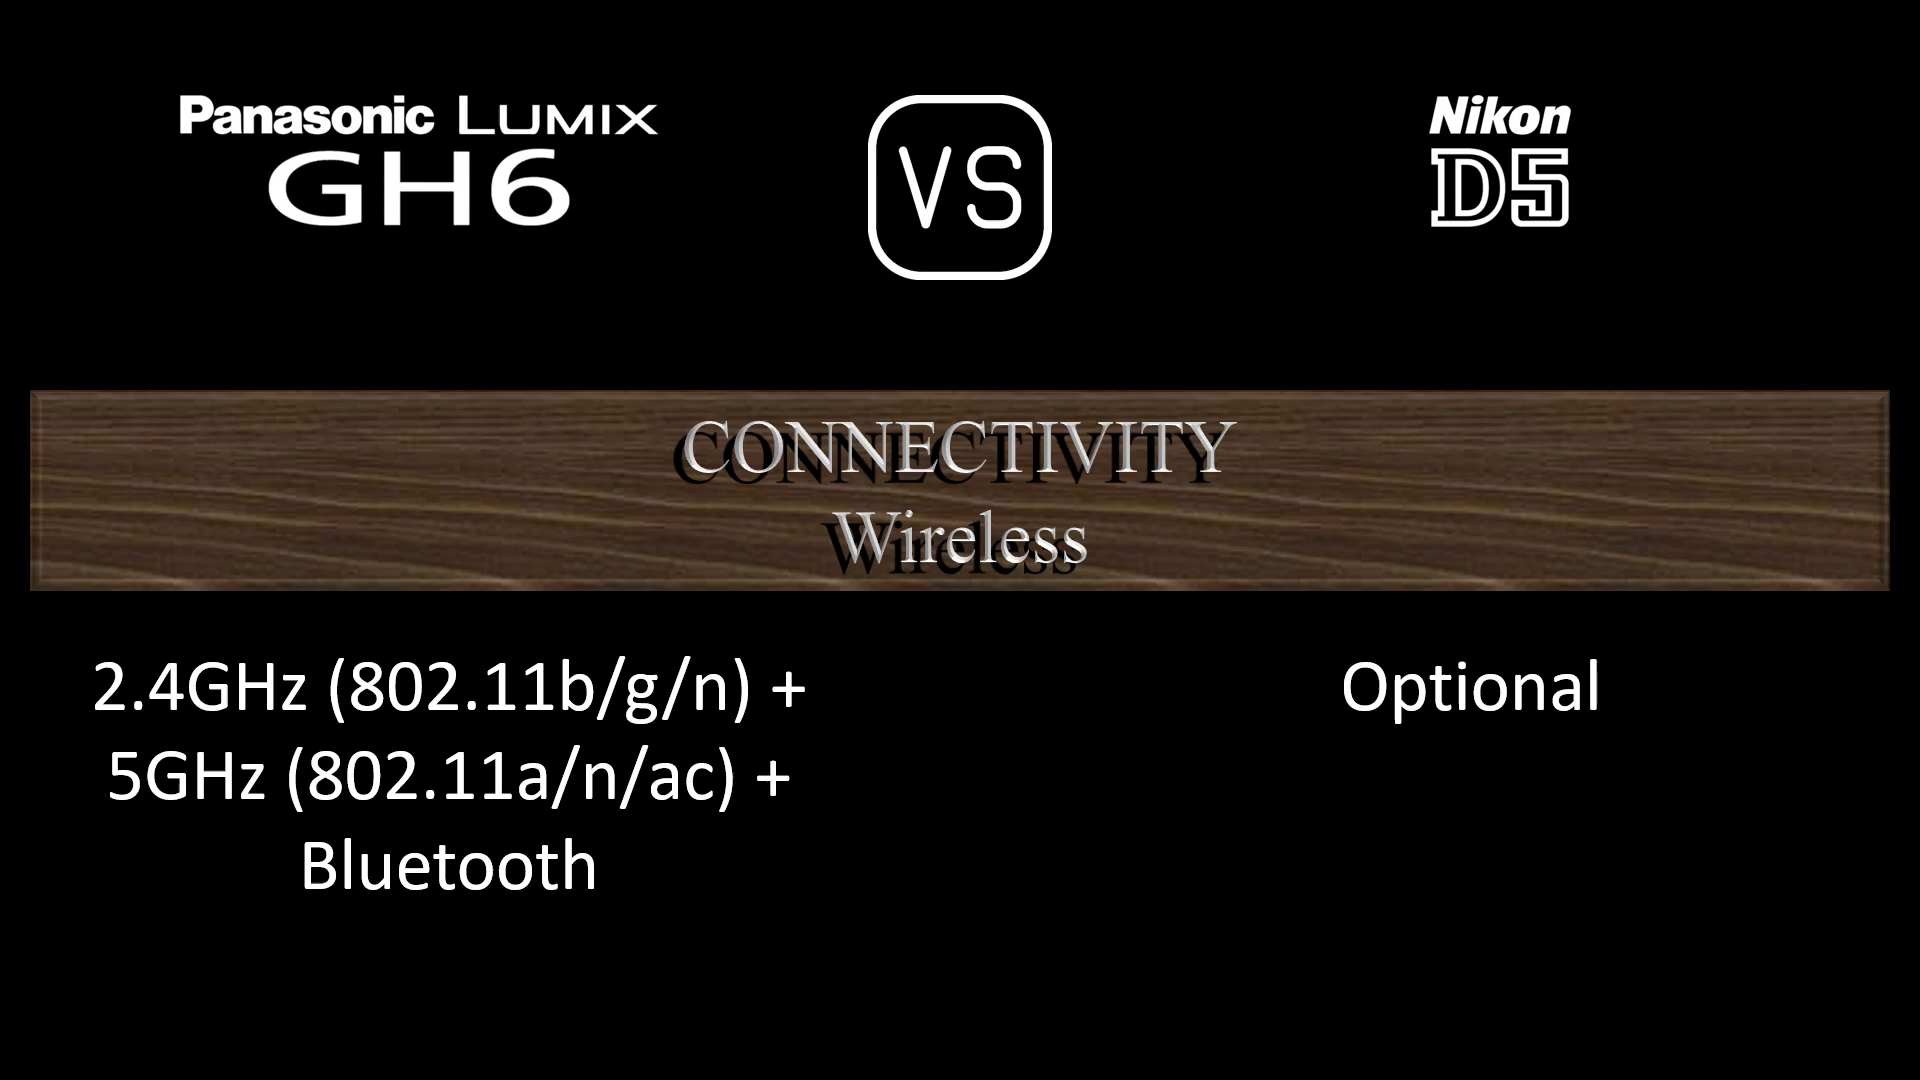 Panasonic LUMIX
GH6
VS
Nikon
D5
CONNECTIVITY
Wireless
2.4GHz (802.11b/g/n) +
5GHz (802.11a/n/ac) +
Bluetooth
Optional